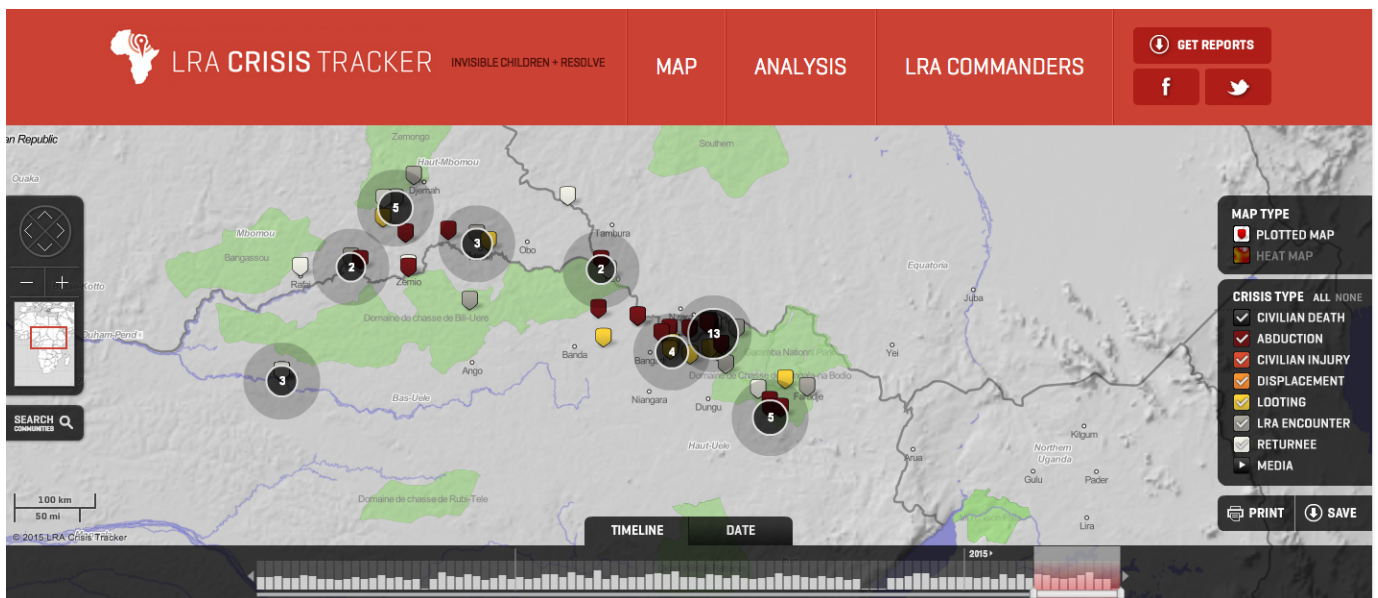 LRA CRISIS TRACKER
INVISIBLE CHILDREN + RESOLVE
MAP
ANALYSIS
LRA COMMANDERS
GET REPORTS
an Republic
Zemongo
Southern
Haut-Mbomou
Ouaka
Djemah
5
MAP TYPE
PLOTTED MAP
HEAT MAP
Mbomou
3
Obo
Tambura
Bangassou
2
2
Equatoria
Rafai
Zemio
Kotto
Juba
Domaine de chasse de Bili-Uere
CRISIS TYPE ALL NONE
CIVILIAN DEATH
ABDUCTION
CIVILIAN INJURY
DISPLACEMENT
LOOTING
LRA ENCOUNTER
RETURNEE
MEDIA
13
Banda
4
Yei
Ango
3
Bas-Uele
Niangara
Dungu
5
SEARCH
COMMUNITIES
Haut-Uele
Kilgum
Northern
Uganda
Arua
Gulu
Pader
100 km
50 mi
Domaine de chasse de Rubi-Tele
Lira
PRINT
SAVE
© 2015 LRA Crisis Tracker
TIMELINE
DATE
2015